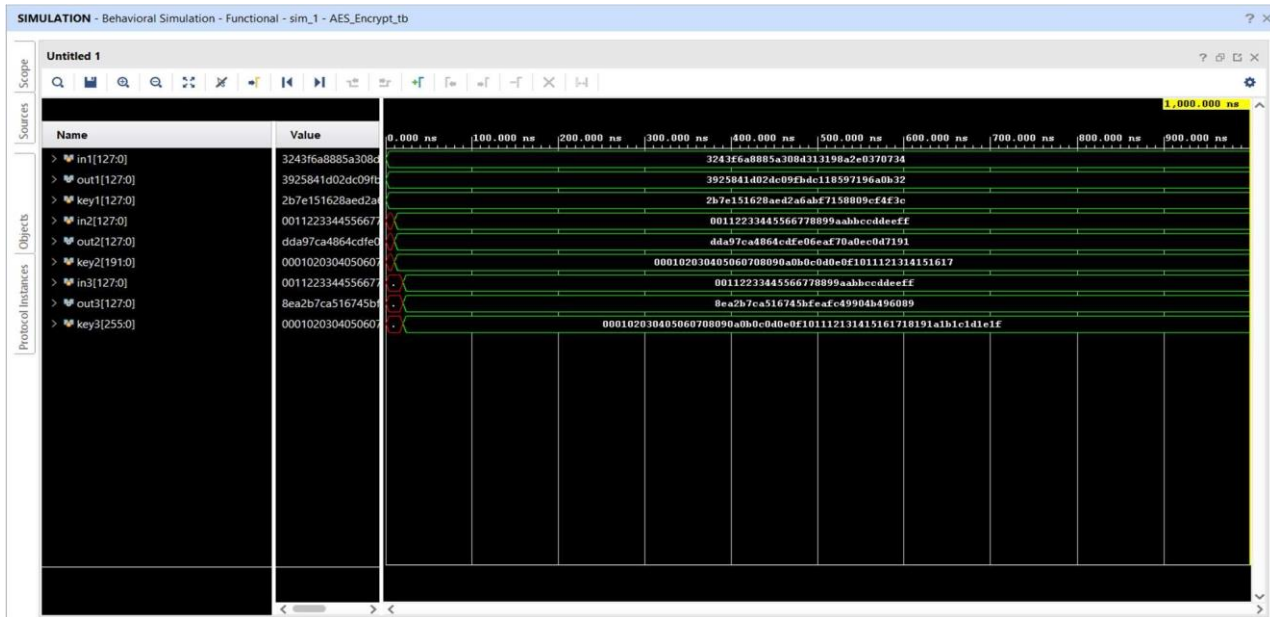 SIMULATION - Behavioral Simulation - Functional - sim_1 - AES_Encrypt_tb
Untitled 1
Scope
Sources
Objects
Protocol Instances
1,000.000 ns
Name Value 0.000 ns 100.000 ns 200.000 ns 300.000 ns 400.000 ns 500.000 ns 600.000 ns 700.000 ns 800.000 ns 900.000 ns
in1[127:0] 3243f6a8885a308d 3243f6a8885a308d313198a2e0370734
out1[127:0] 3925841d02dc09fb 3925841d02dc09fbdc118597196a0b32
key1[127:0] 2b7e151628aed2a6 2b7e151628aed2a6abf7158809cf4f3c
in2[127:0] 0011223344556677 00112233445566778899aabbccddeeff
out2[127:0] dda97ca4864cdfe0 dda97ca4864cdfe06eaf70a0ec0d7191
key2[191:0] 0001020304050607 000102030405060708090a0b0c0d0e0f1011121314151617
in3[127:0] 0011223344556677 00112233445566778899aabbccddeeff
out3[127:0] 8ea2b7ca516745bf 8ea2b7ca516745bfeafc49904b496089
key3[255:0] 0001020304050607 000102030405060708090a0b0c0d0e0f101112131415161718191a1b1c1d1e1f